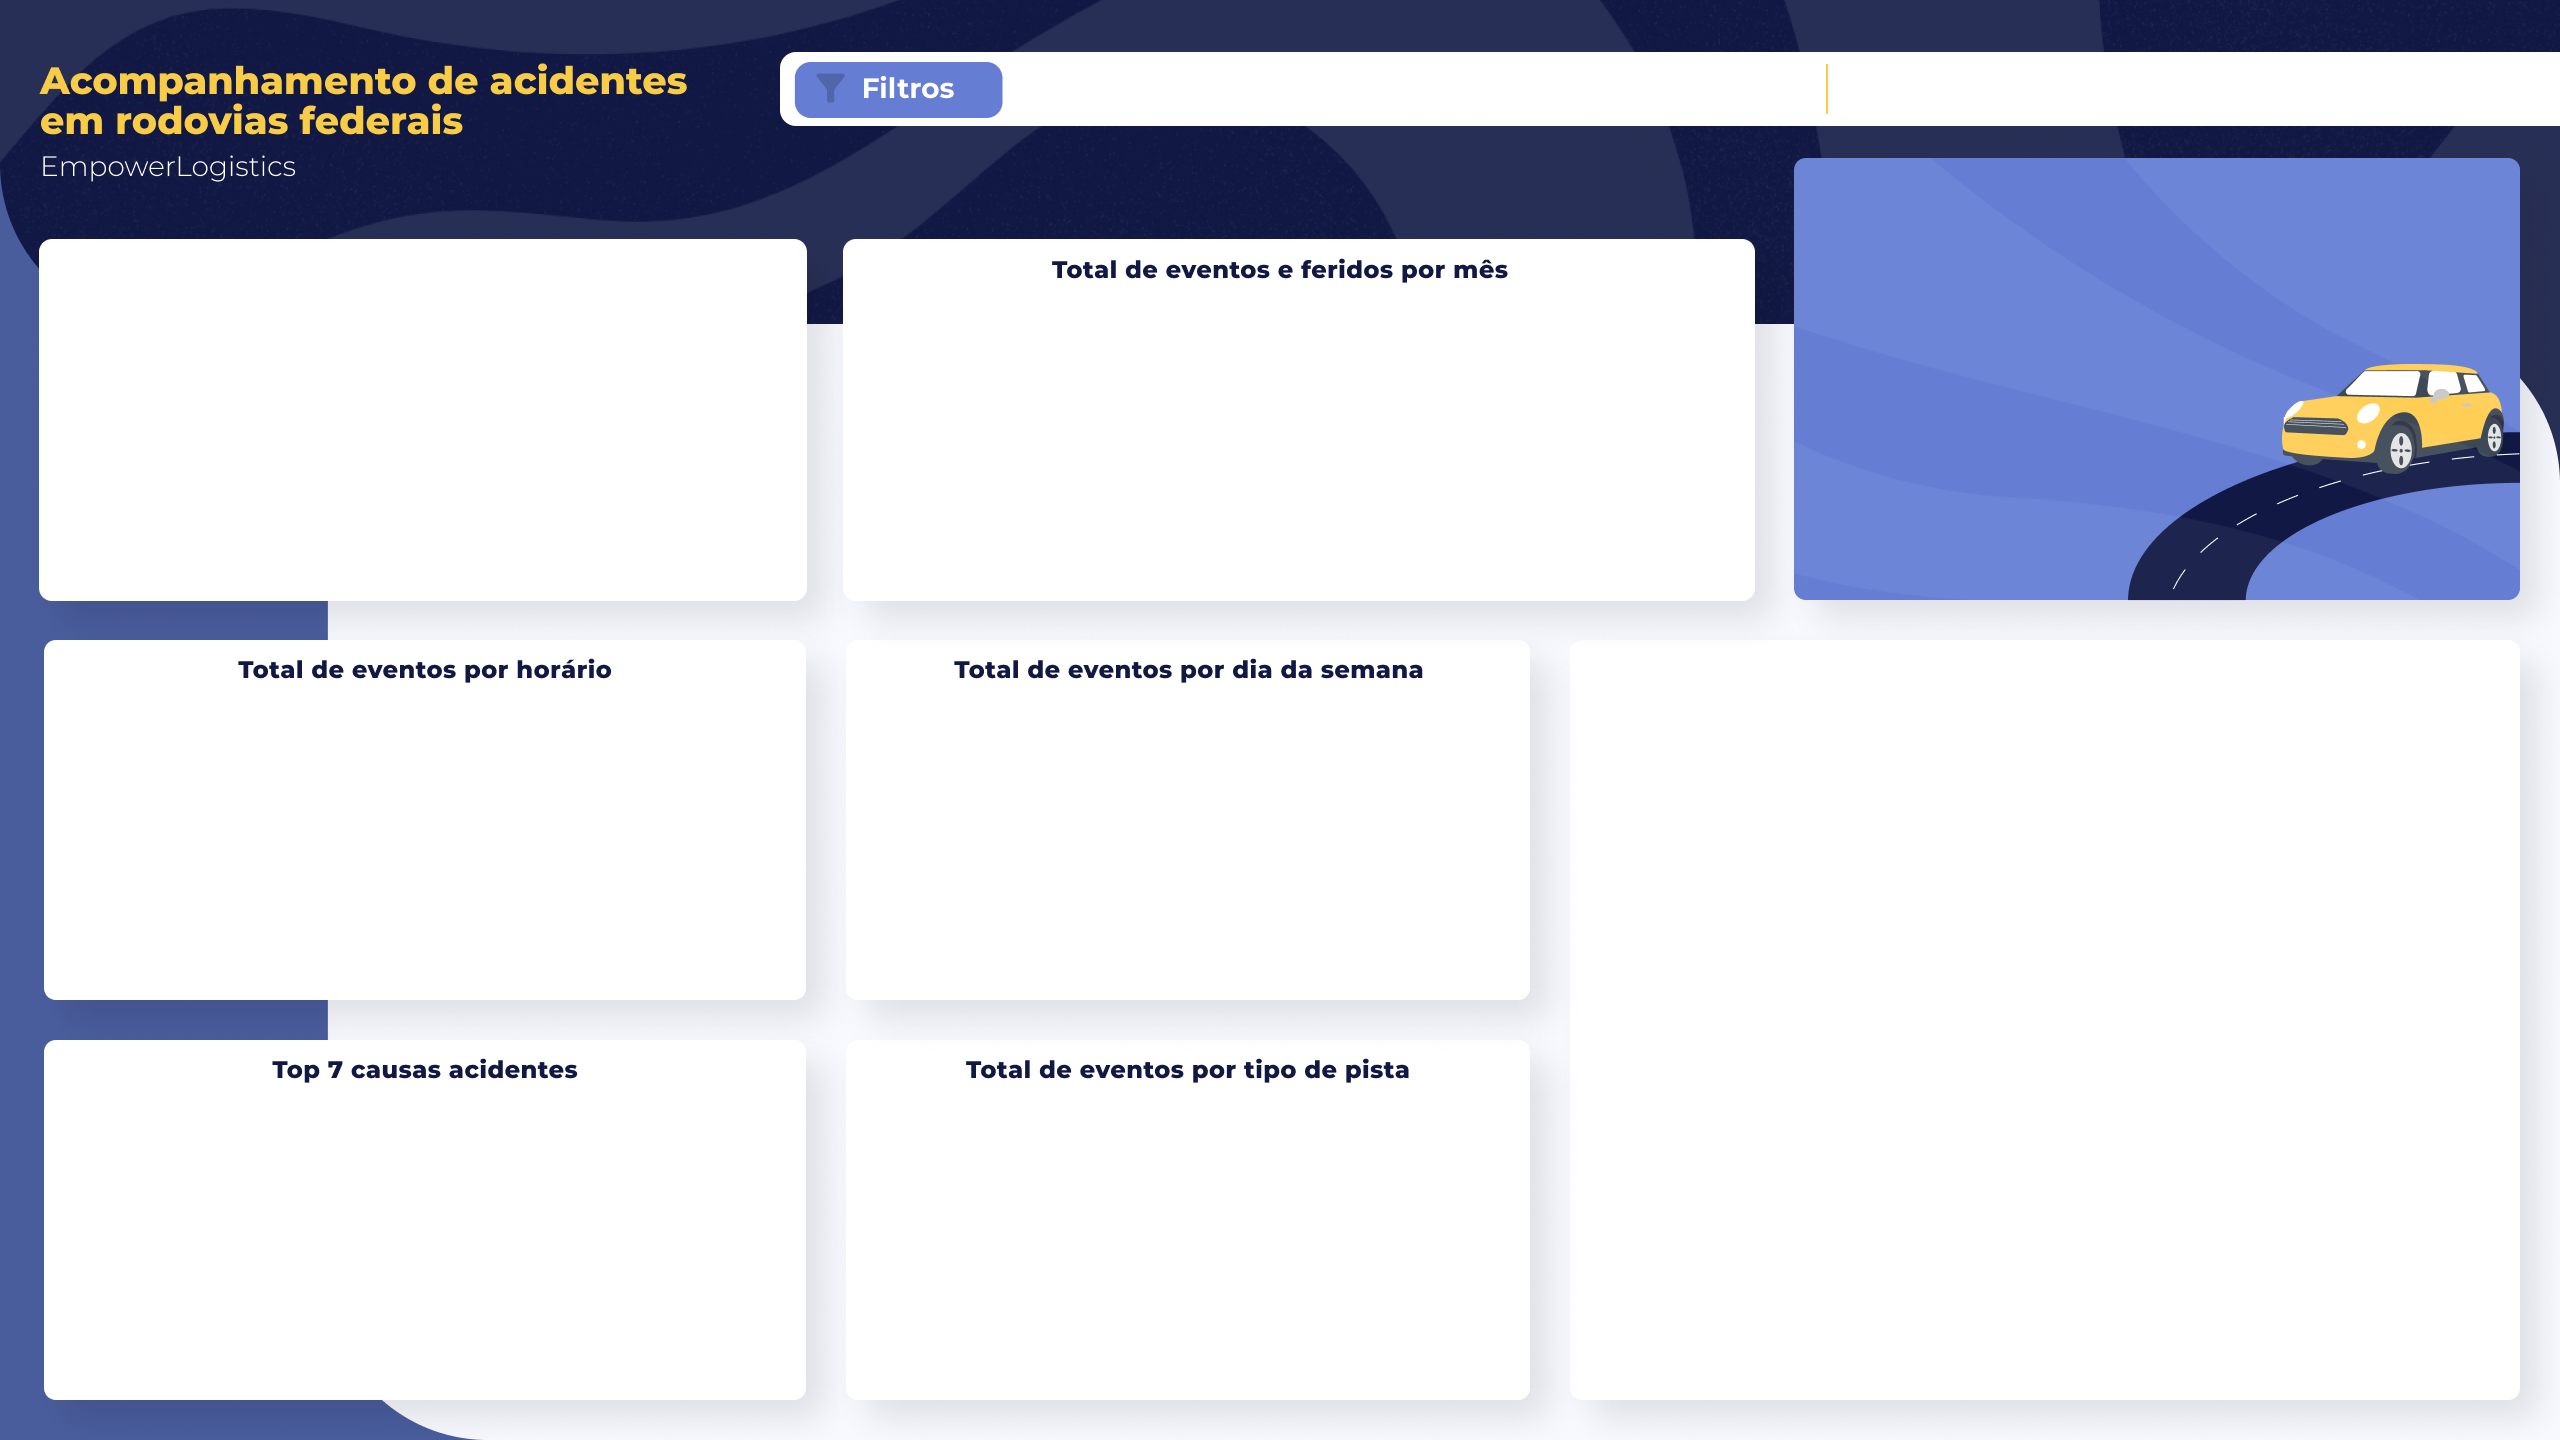 Acompanhamento de acidentes
em rodovias federais
EmpowerLogistics
Filtros
Total de eventos e feridos por mês
Total de eventos por horário
Total de eventos por dia da semana
Top 7 causas acidentes
Total de eventos por tipo de pista